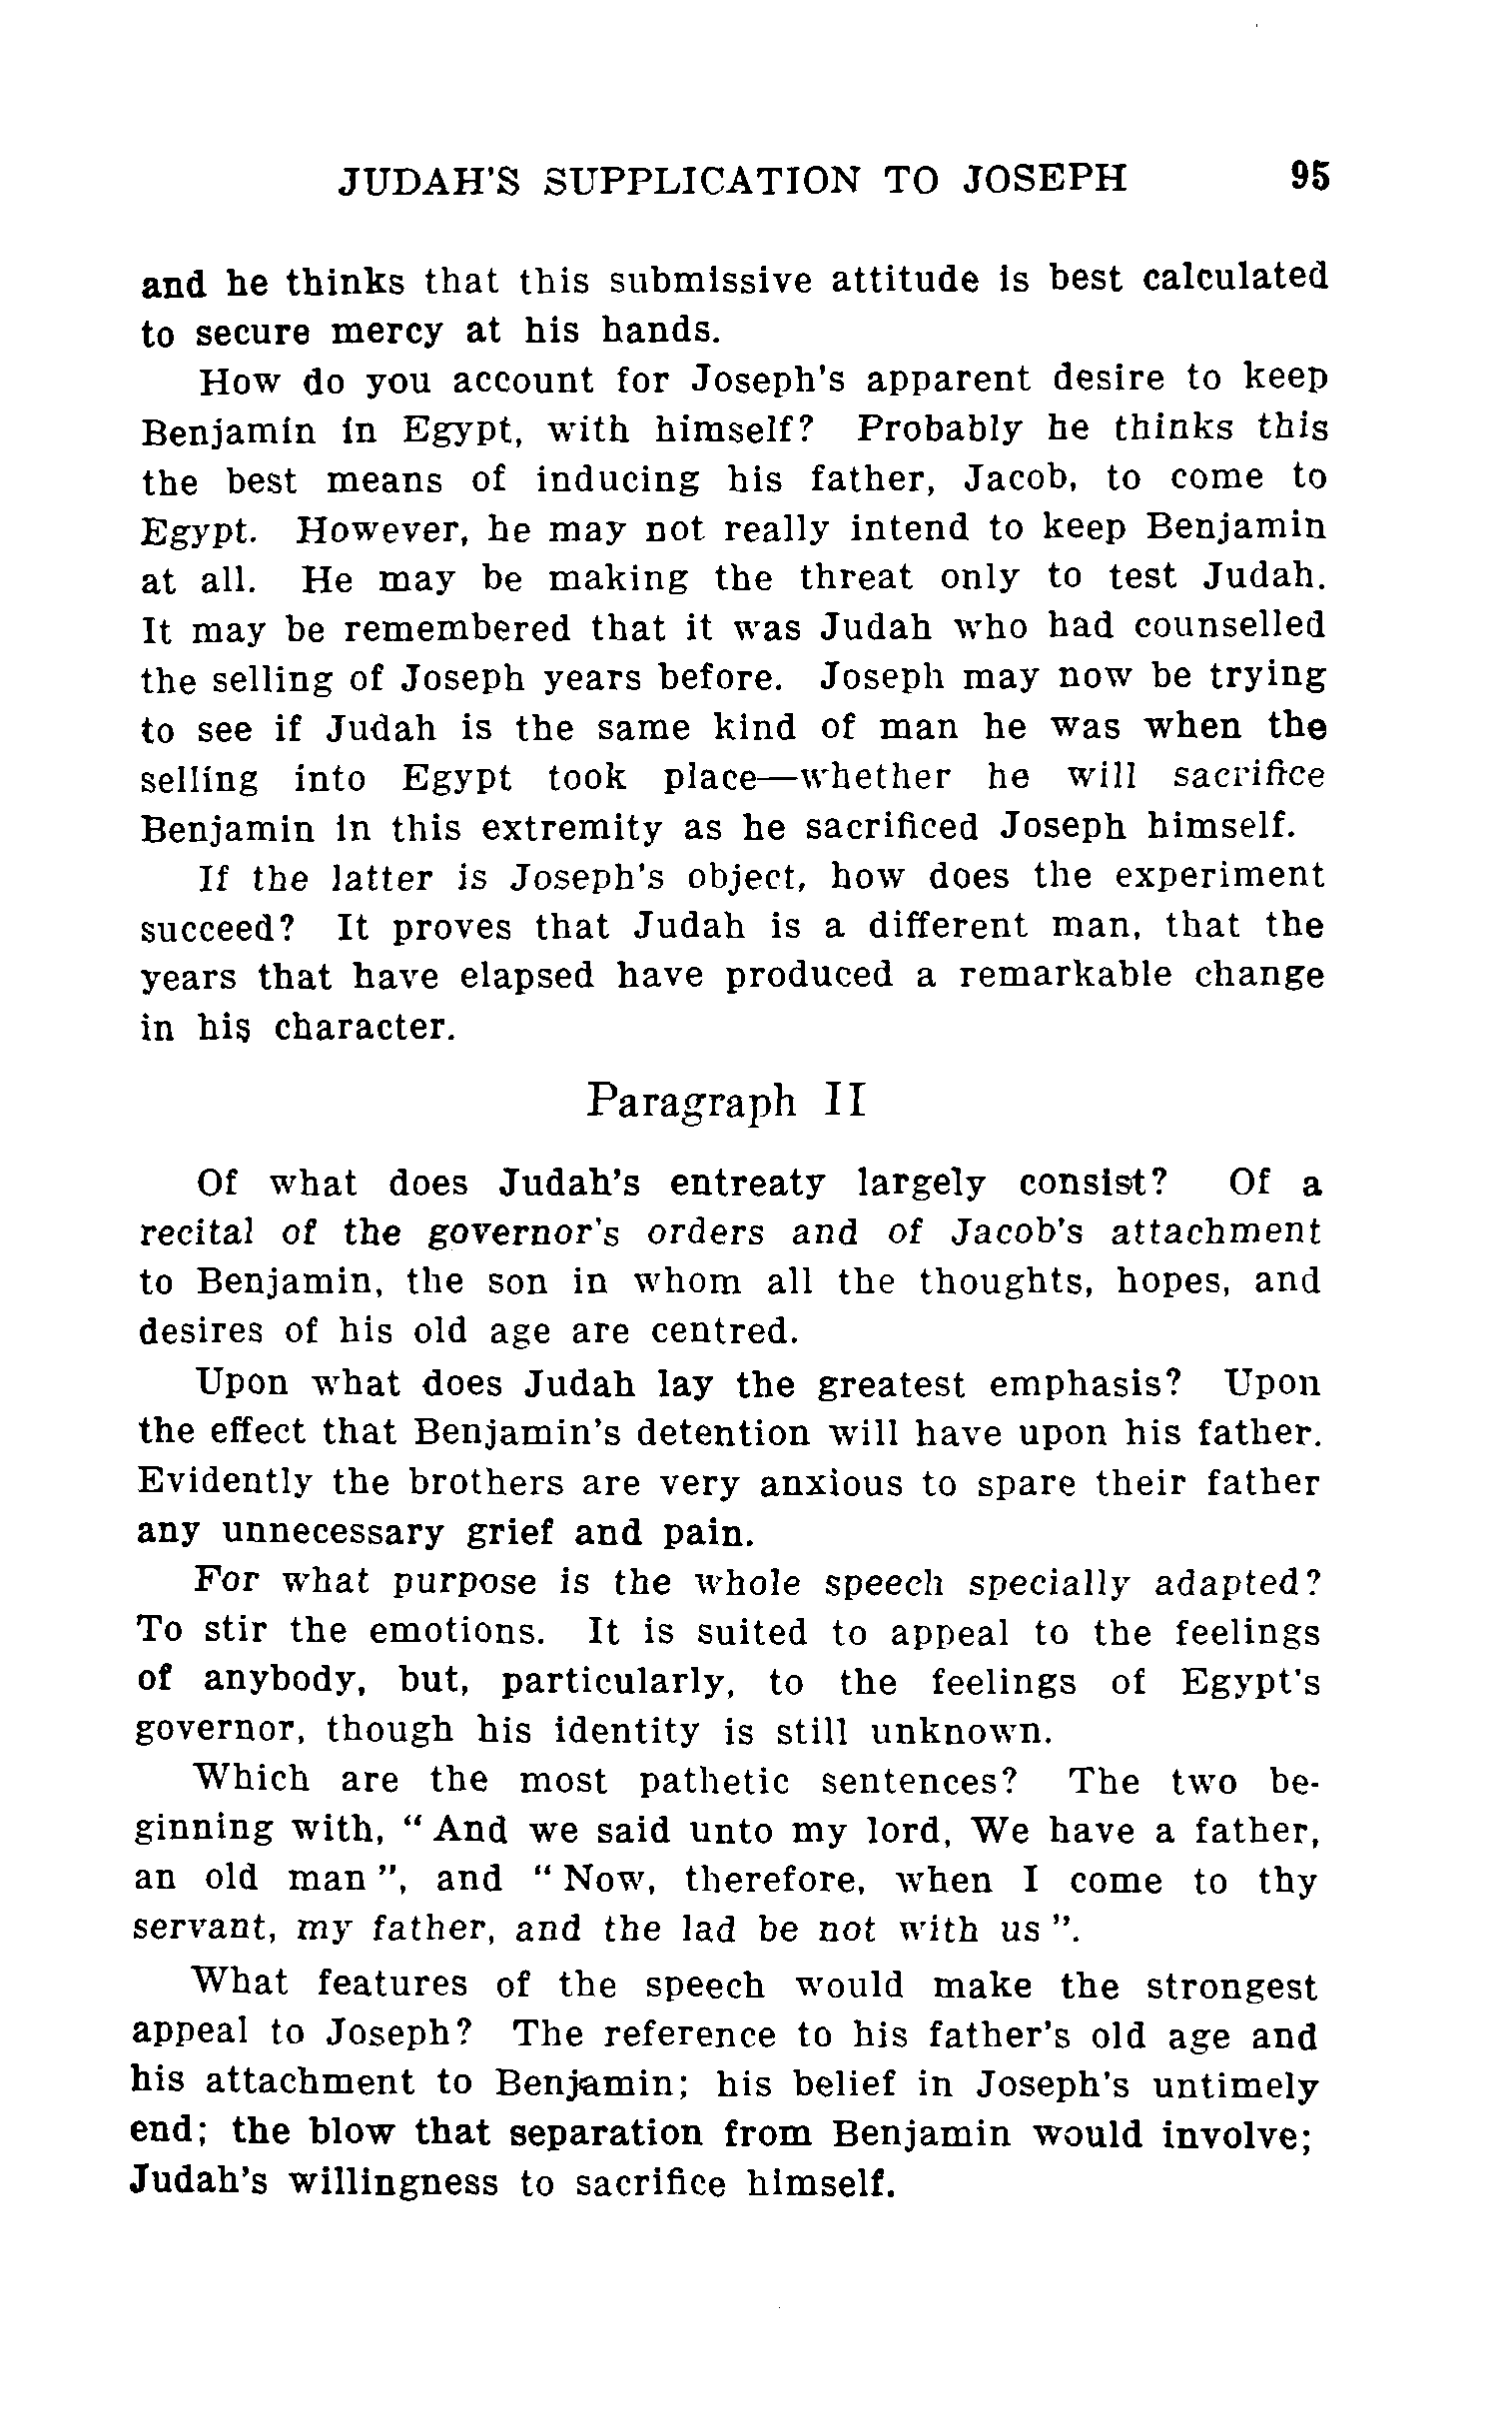 JUDAH'S SUPPLICATION TO JOSEPH 95
and he thinks that this submissive attitude is best calculated
to secure mercy at his hands.
How do you account for Joseph's apparent desire to keep
Benjamin in Egypt, with himself? Probably he thinks this
the best means of inducing his father, Jacob, to come to
Egypt. However, he may not really intend to keep Benjamin
at all. He may be making the threat only to test Judah.
It may be remembered that it was Judah who had counselled
the selling of Joseph years before. Joseph may now be trying
to see if Judah is the same kind of man he was when the
selling into Egypt took place—whether he will sacrifice
Benjamin in this extremity as he sacrificed Joseph himself.
If the latter is Joseph's object, how does the experiment
succeed? It proves that Judah is a different man, that the
years that have elapsed have produced a remarkable change
in his character.
Paragraph II
Of what does Judah's entreaty largely consist? Of a
recital of the governor's orders and of Jacob's attachment
to Benjamin, the son in whom all the thoughts, hopes, and
desires of his old age are centred.
Upon what does Judah lay the greatest emphasis? Upon
the effect that Benjamin's detention will have upon his father.
Evidently the brothers are very anxious to spare their father
any unnecessary grief and pain.
For what purpose is the whole speech specially adapted?
To stir the emotions. It is suited to appeal to the feelings
of anybody, but, particularly, to the feelings of Egypt's
governor, though his identity is still unknown.
Which are the most pathetic sentences? The two be-
ginning with, "And we said unto my lord, We have a father,
an old man", and "Now, therefore, when I come to thy
servant, my father, and the lad be not with us".
What features of the speech would make the strongest
appeal to Joseph? The reference to his father's old age and
his attachment to Benjamin; his belief in Joseph's untimely
end; the blow that separation from Benjamin would involve;
Judah's willingness to sacrifice himself.